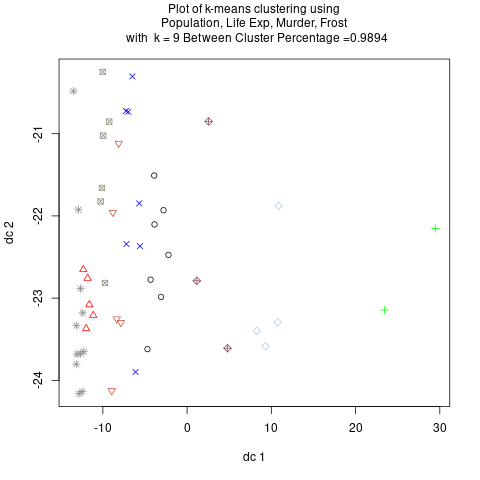 Plot of k-means clustering using
Population, Life Exp, Murder, Frost
with k = 9 Between Cluster Percentage =0.9894
dc 2
-21
-22
-23
-24
-10
0
10
20
30
dc 1